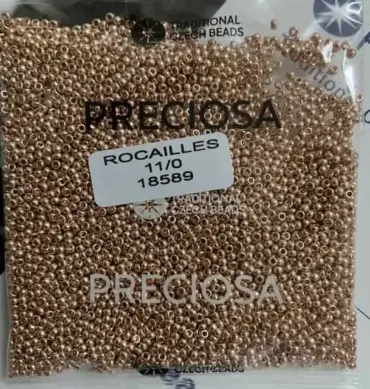 TRADITIONAL
CZECH BEADS
PRECIOSA
ROCAILLES
11/0
18589
TRADITIONAL
CZECH BEADS
PRECIOSA
CZECH BEADS